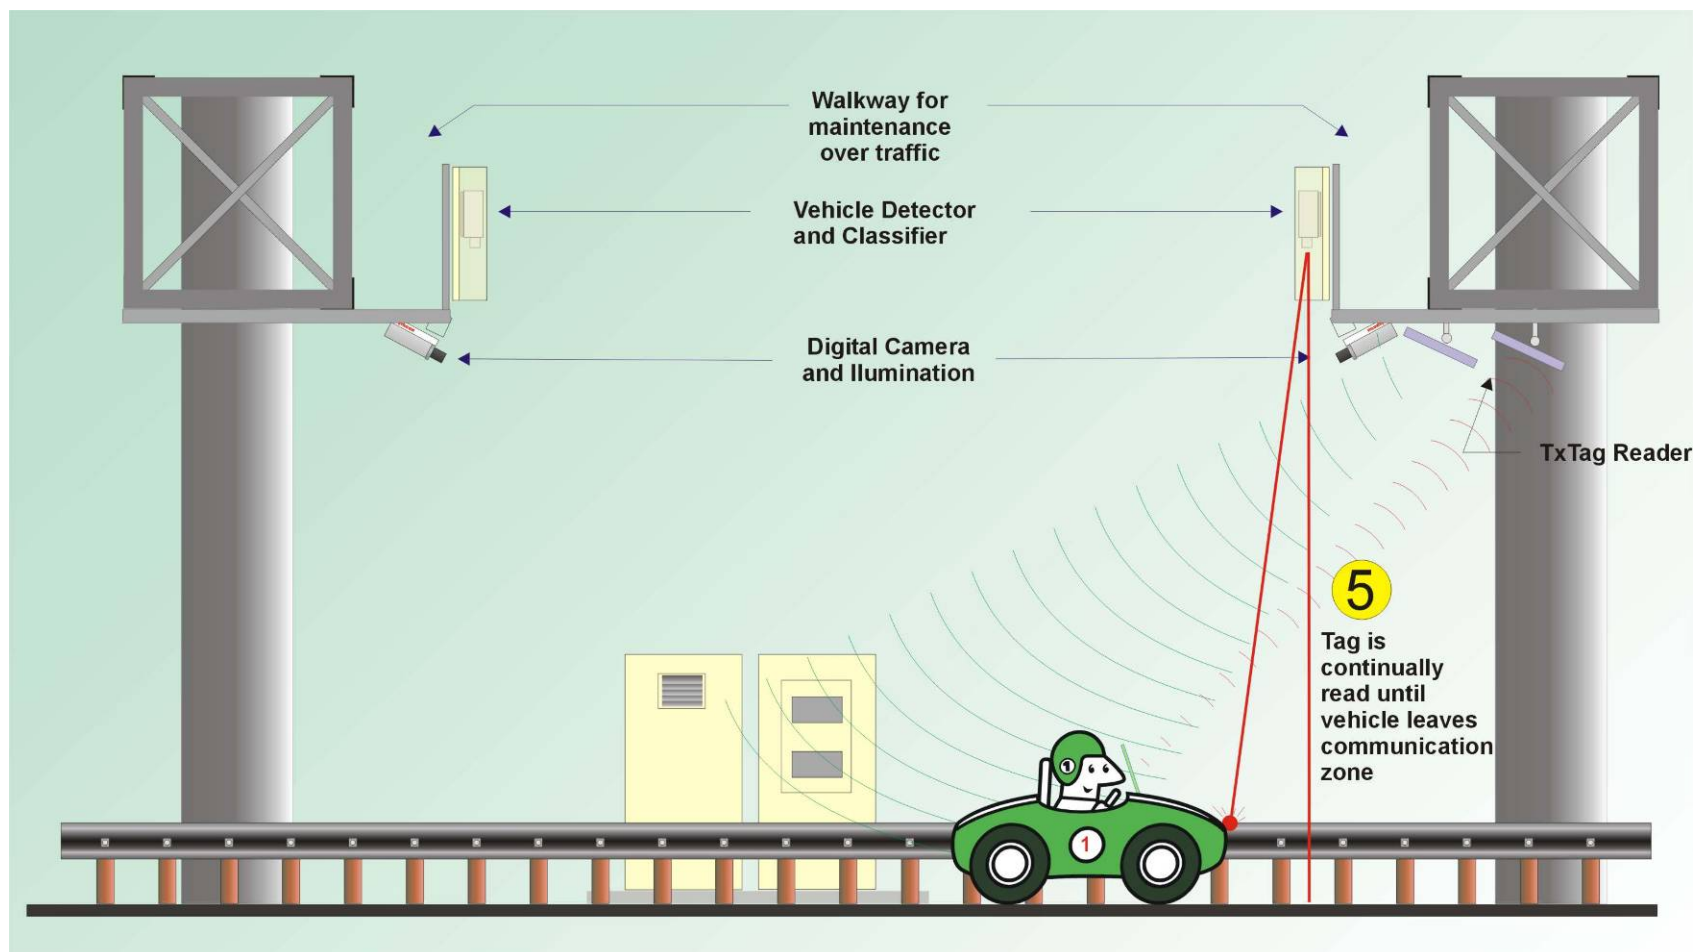 Walkway for
maintenance
over traffic
Vehicle Detector
and Classifier
Digital Camera
and Ilumination
TxTag Reader
5
Tag is
continually
read until
vehicle leaves
communication
zone
1
1